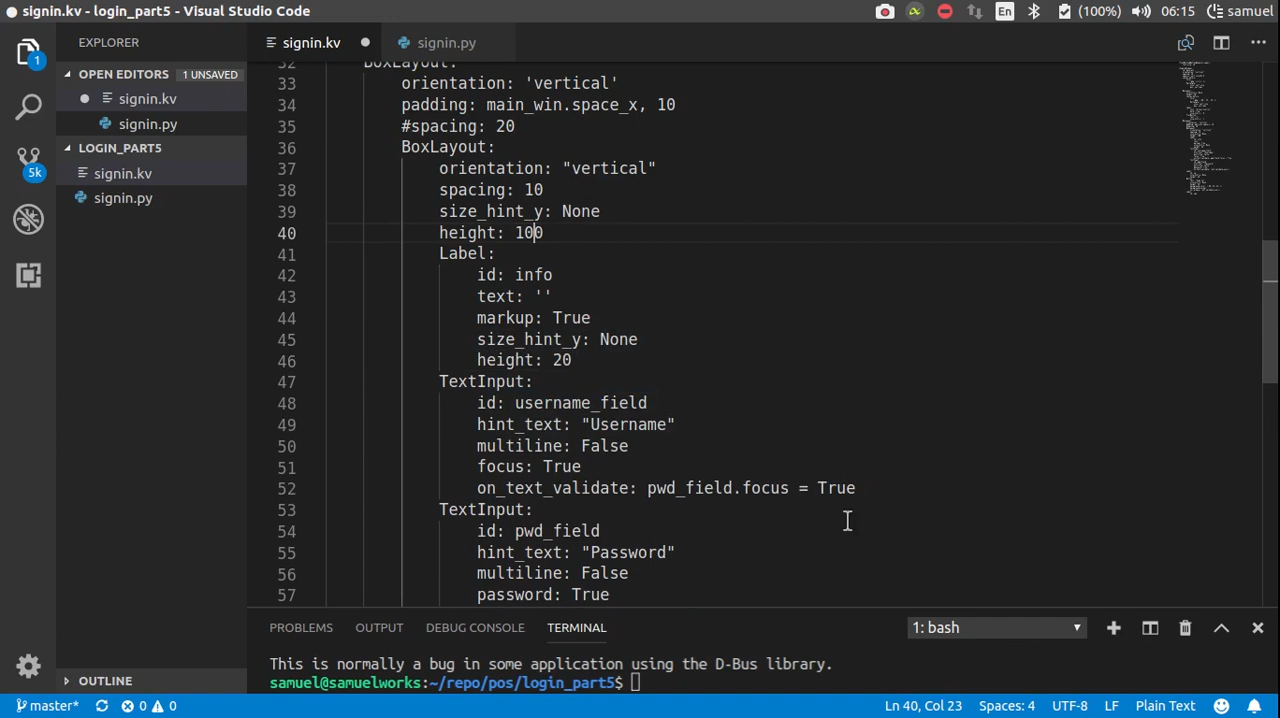 signin.kv - login_part5 - Visual Studio Code
En (100%) 06:15 samuel
EXPLORER
signin.kv
signin.py
OPEN EDITORS 1 UNSAVED
signin.kv
signin.py
LOGIN_PART5
signin.kv
signin.py
OUTLINE
1
5k
32 BoxLayout:
33 orientation: 'vertical'
34 padding: main_win.space_x, 10
35 #spacing: 20
36 BoxLayout:
37 orientation: "vertical"
38 spacing: 10
39 size_hint_y: None
40 height: 100
41 Label:
42 id: info
43 text: ''
44 markup: True
45 size_hint_y: None
46 height: 20
47 TextInput:
48 id: username_field
49 hint_text: "Username"
50 multiline: False
51 focus: True
52 on_text_validate: pwd_field.focus = True
53 TextInput:
54 id: pwd_field
55 hint_text: "Password"
56 multiline: False
57 password: True
PROBLEMS OUTPUT DEBUG CONSOLE TERMINAL 1: bash
This is normally a bug in some application using the D-Bus library.
samuel@samuelworks:~/repo/pos/login_part5$
master* 0 0 Ln 40, Col 23 Spaces: 4 UTF-8 LF Plain Text